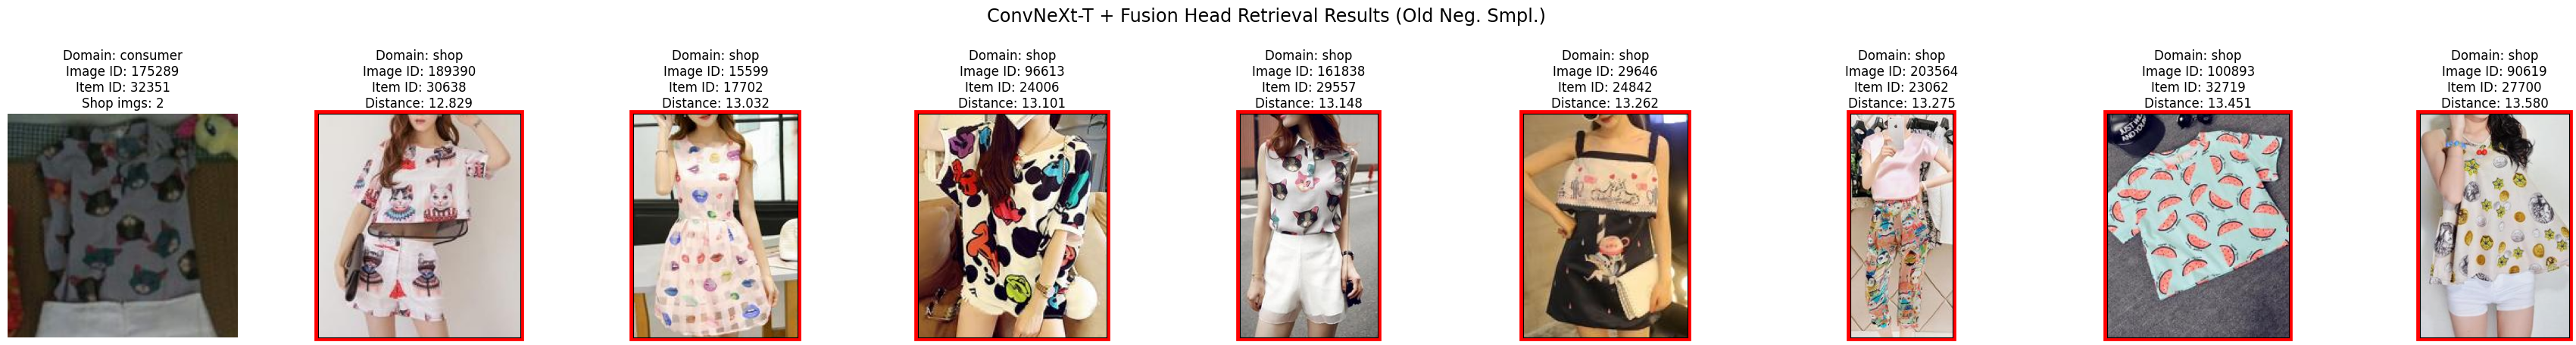 ConvNeXt-T + Fusion Head Retrieval Results (Old Neg. Smpl.)
Domain: consumer
Image ID: 175289
Item ID: 32351
Shop imgs: 2
Domain: shop
Image ID: 189390
Item ID: 30638
Distance: 12.829
Domain: shop
Image ID: 15599
Item ID: 17702
Distance: 13.032
Domain: shop
Image ID: 96613
Item ID: 24006
Distance: 13.101
Domain: shop
Image ID: 161838
Item ID: 29557
Distance: 13.148
Domain: shop
Image ID: 29646
Item ID: 24842
Distance: 13.262
Domain: shop
Image ID: 203564
Item ID: 23062
Distance: 13.275
Domain: shop
Image ID: 100893
Item ID: 32719
Distance: 13.451
Domain: shop
Image ID: 90619
Item ID: 27700
Distance: 13.580